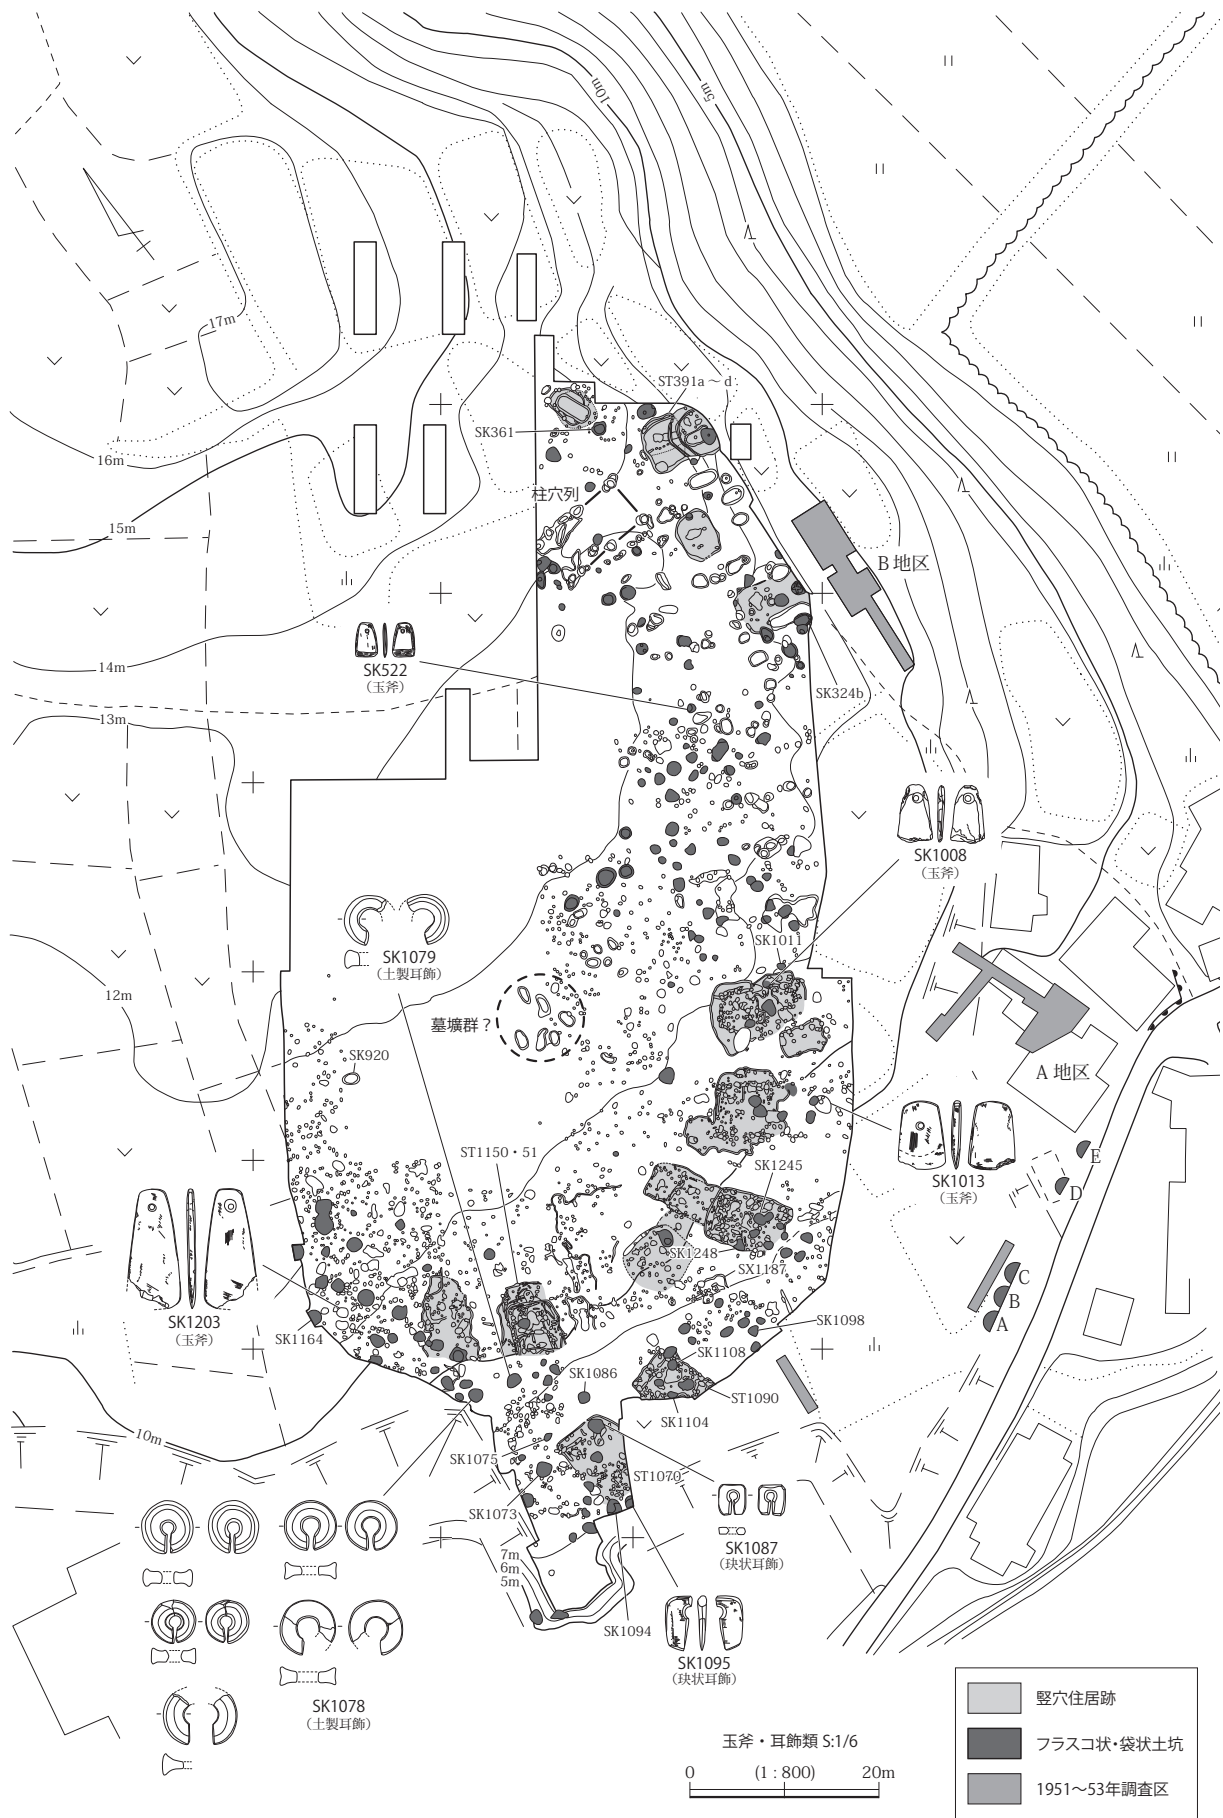 10m
5m
17m
ST391a ～ d
SK361
16m
柱穴列
15m
B 地区
14m
SK522
（玉斧）
SK324b
13m
SK1008
（玉斧）
SK1079
（土製耳飾）
SK1011
12m
墓壙群？
SK920
A 地区
ST1150・51
SK1245
E
SK1013
（玉斧）
D
SK1248
SX1187
C
B
A
SK1203
（玉斧）
SK1164
SK1098
SK1108
SK1086
ST1090
SK1104
10m
SK1075
ST1070
SK1073
SK1087
（玦状耳飾）
7m
6m
5m
SK1094
SK1095
（玦状耳飾）
SK1078
（土製耳飾）
玉斧・耳飾類 S:1/6
0 (1 : 800) 20m
竪穴住居跡
フラスコ状・袋状土坑
1951～53年調査区